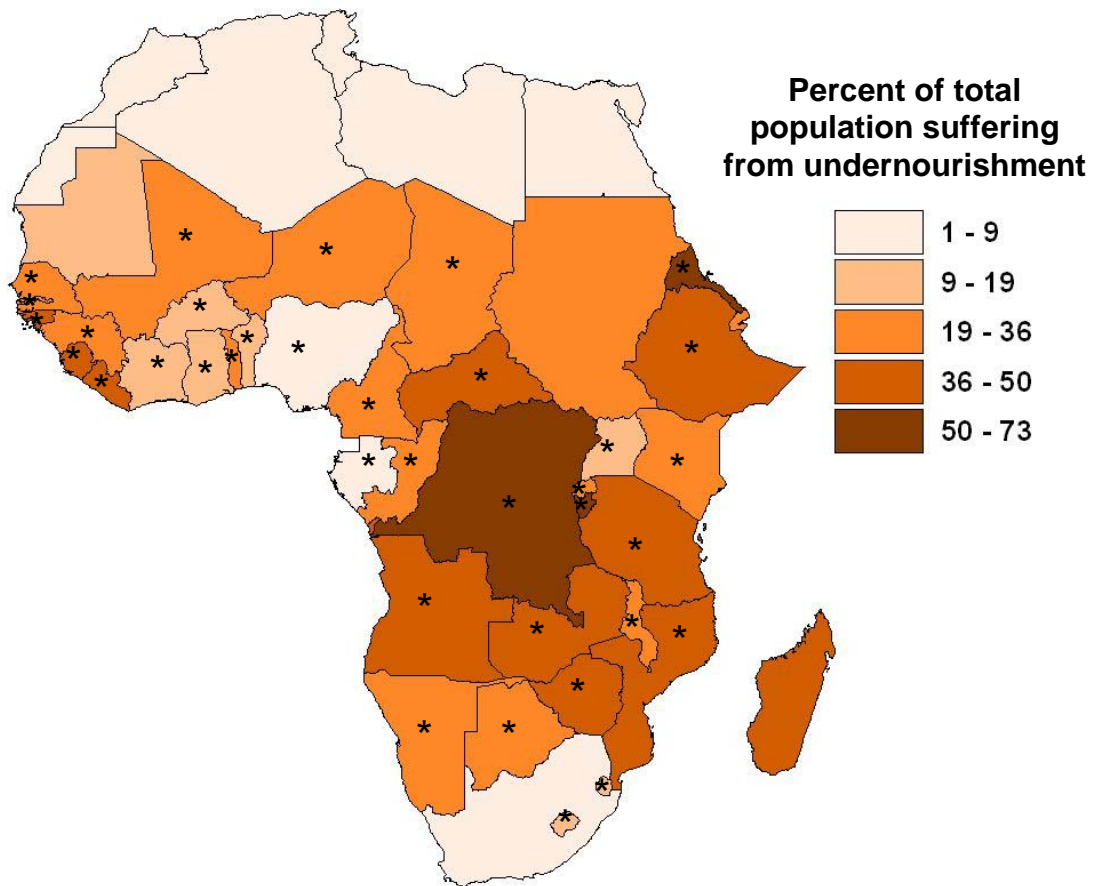 Percent of total
population suffering
from undernourishment
1 - 9
9 - 19
19 - 36
36 - 50
50 - 73